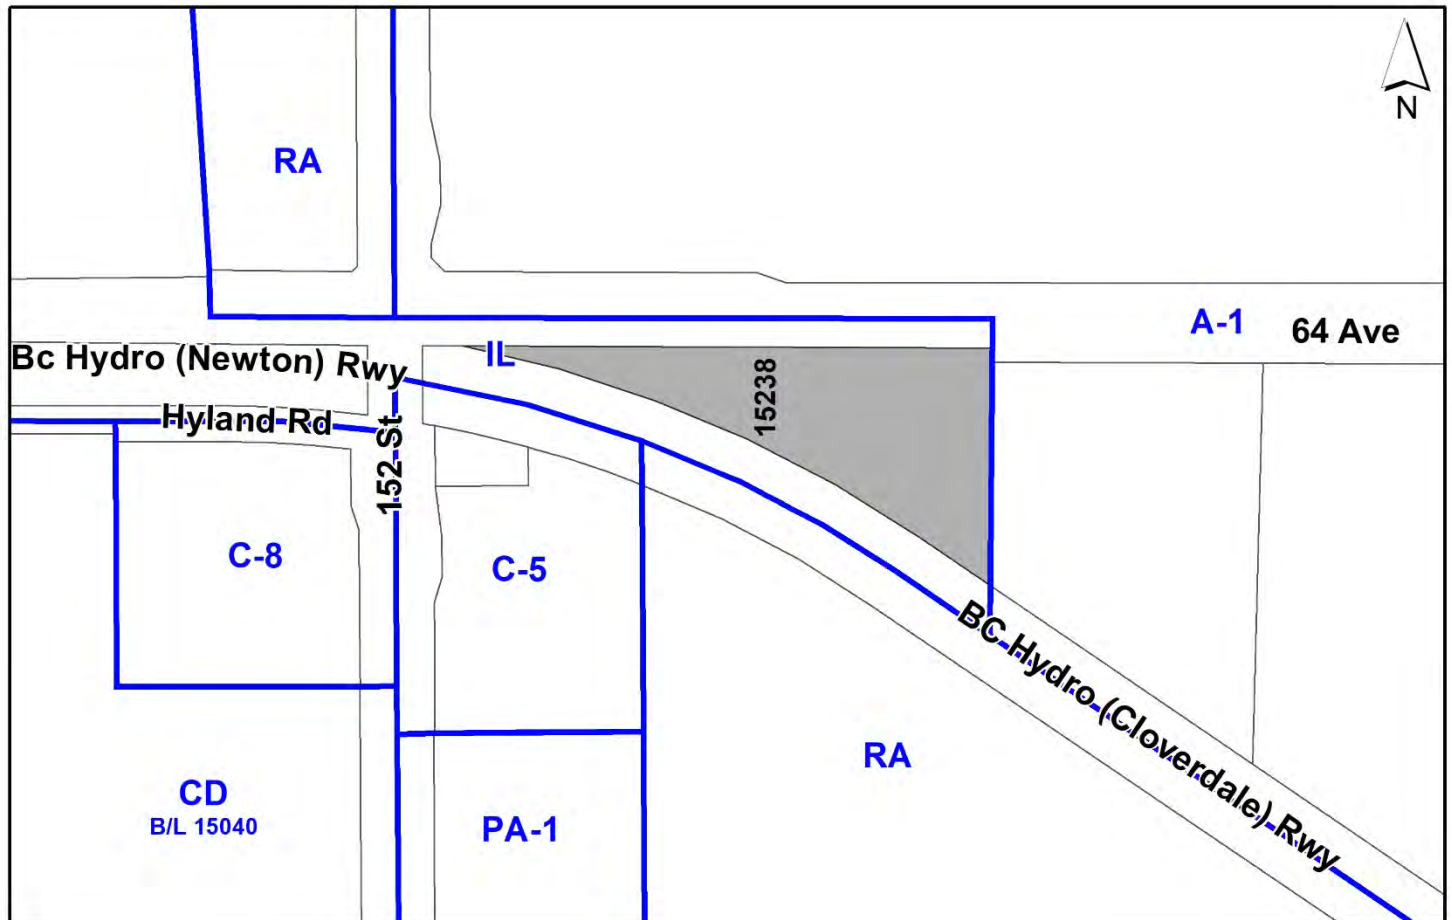 N
RA
A-1
64 Ave
IL
Bc Hydro (Newton) Rwy
15238
Hyland Rd
152 St
C-8
C-5
BC Hydro (Cloverdale) Rwy
RA
CD
B/L 15040
PA-1